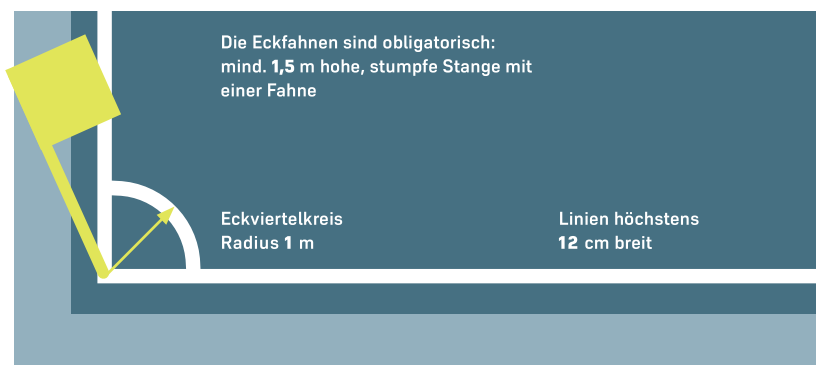 Die Eckfahnen sind obligatorisch:
mind. 1,5 m hohe, stumpfe Stange mit
einer Fahne
Eckviertelkreis
Radius 1 m
Linien höchstens
12 cm breit